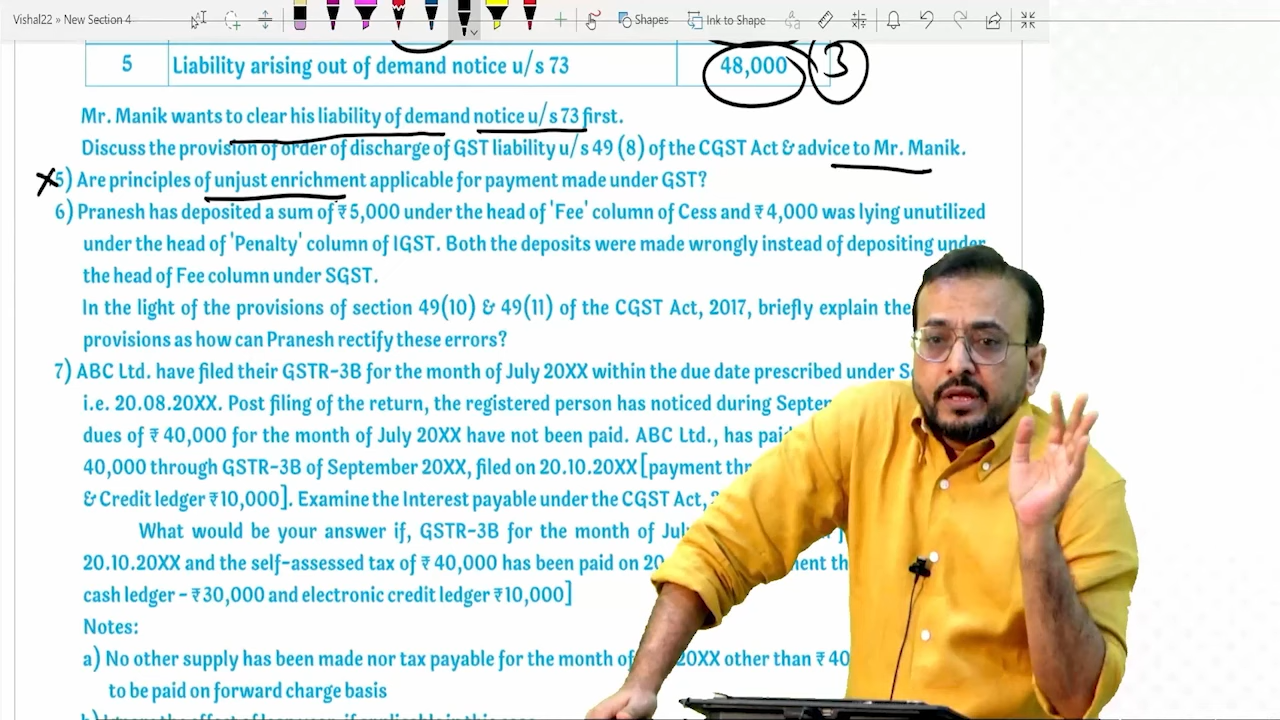 Vishal22 » New Section 4
Shapes
Ink to Shape
5 Liability arising out of demand notice u/s 73 48,000 3
Mr. Manik wants to clear his liability of demand notice u/s 73 first.
Discuss the provision of order of discharge of GST liability u/s 49 (8) of the CGST Act & advice to Mr. Manik.
5) Are principles of unjust enrichment applicable for payment made under GST?
6) Pranesh has deposited a sum of ₹5,000 under the head of 'Fee' column of Cess and ₹4,000 was lying unutilized
under the head of 'Penalty' column of IGST. Both the deposits were made wrongly instead of depositing under
the head of Fee column under SGST.
In the light of the provisions of section 49(10) & 49(11) of the CGST Act, 2017, briefly explain the
provisions as how can Pranesh rectify these errors?
7) ABC Ltd. have filed their GSTR-3B for the month of July 20XX within the due date prescribed under
i.e. 20.08.20XX. Post filing of the return, the registered person has noticed during
dues of ₹ 40,000 for the month of July 20XX have not been paid. ABC Ltd., has
40,000 through GSTR-3B of September 20XX, filed on 20.10.20XX [payment
& Credit ledger ₹10,000]. Examine the Interest payable under the CGST Act,
What would be your answer if, GSTR-3B for the month of
20.10.20XX and the self-assessed tax of ₹ 40,000 has been paid on
cash ledger - ₹30,000 and electronic credit ledger ₹10,000]
Notes:
a) No other supply has been made nor tax payable for the month of 20XX other than ₹
to be paid on forward charge basis